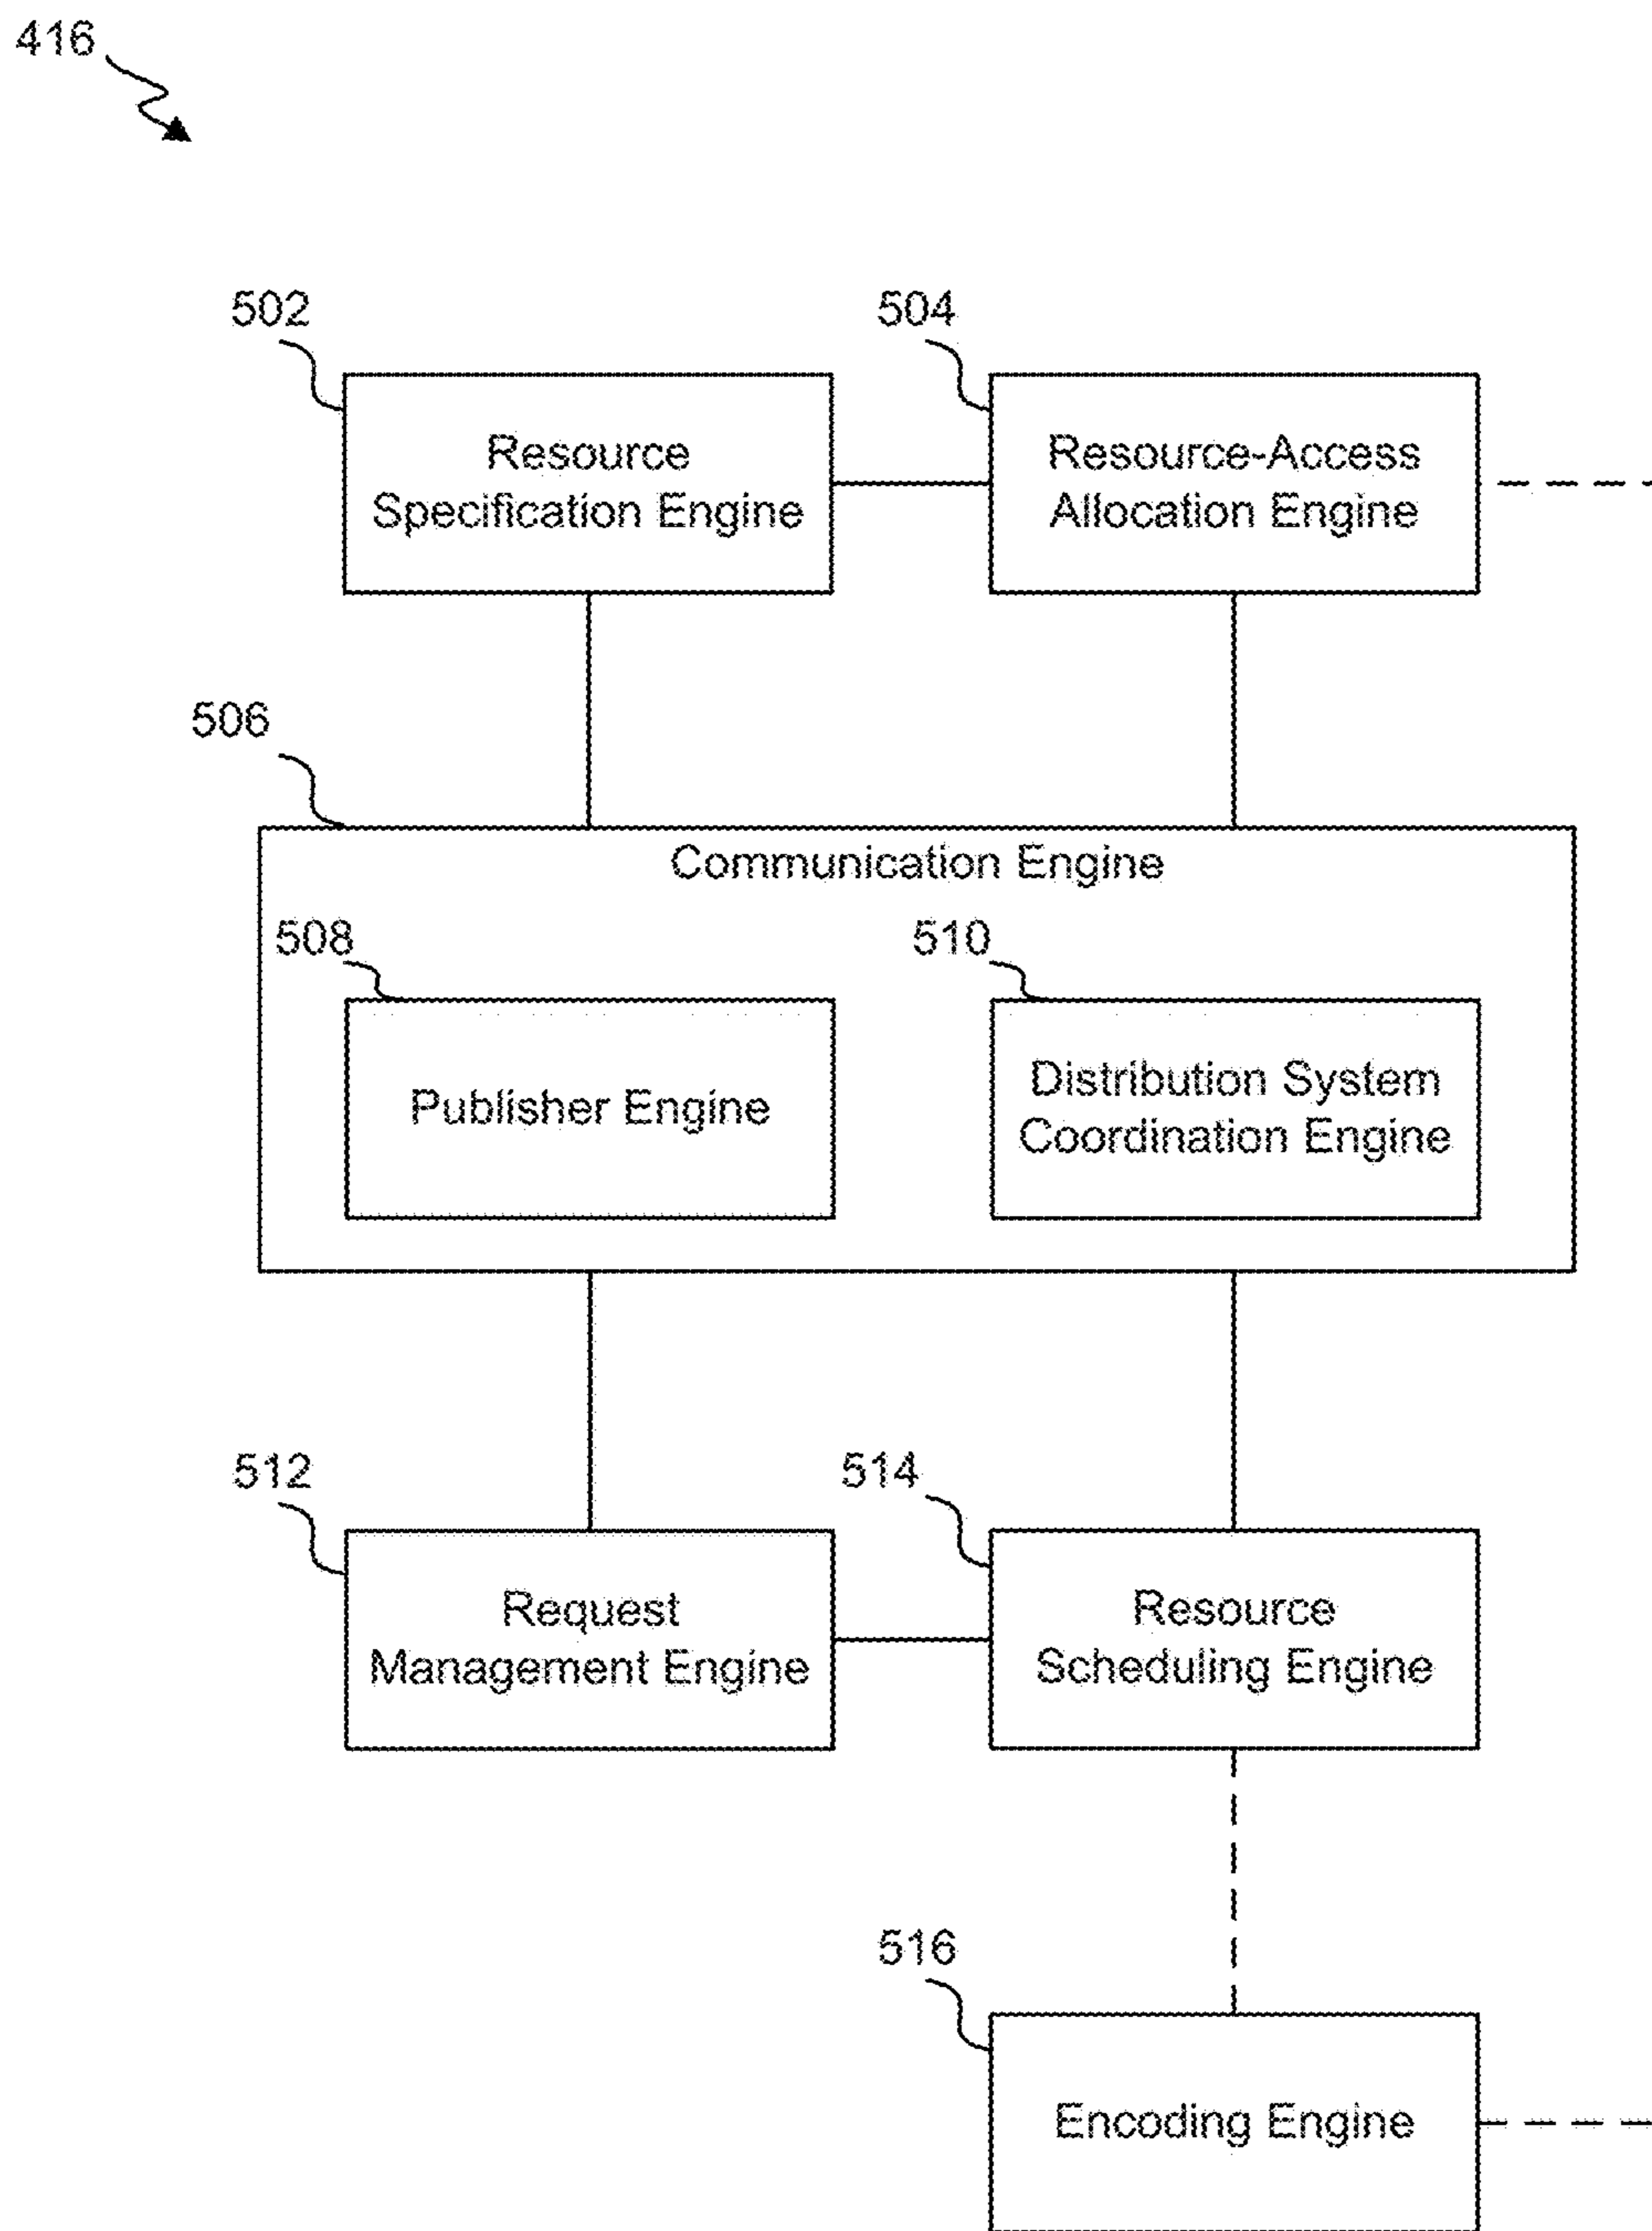 416
502
504
Resource
Specification Engine
Resource-Access
Allocation Engine
506
Communication Engine
508
510
Publisher Engine
Distribution System
Coordination Engine
512
514
Request
Management Engine
Resource
Scheduling Engine
516
Encoding Engine